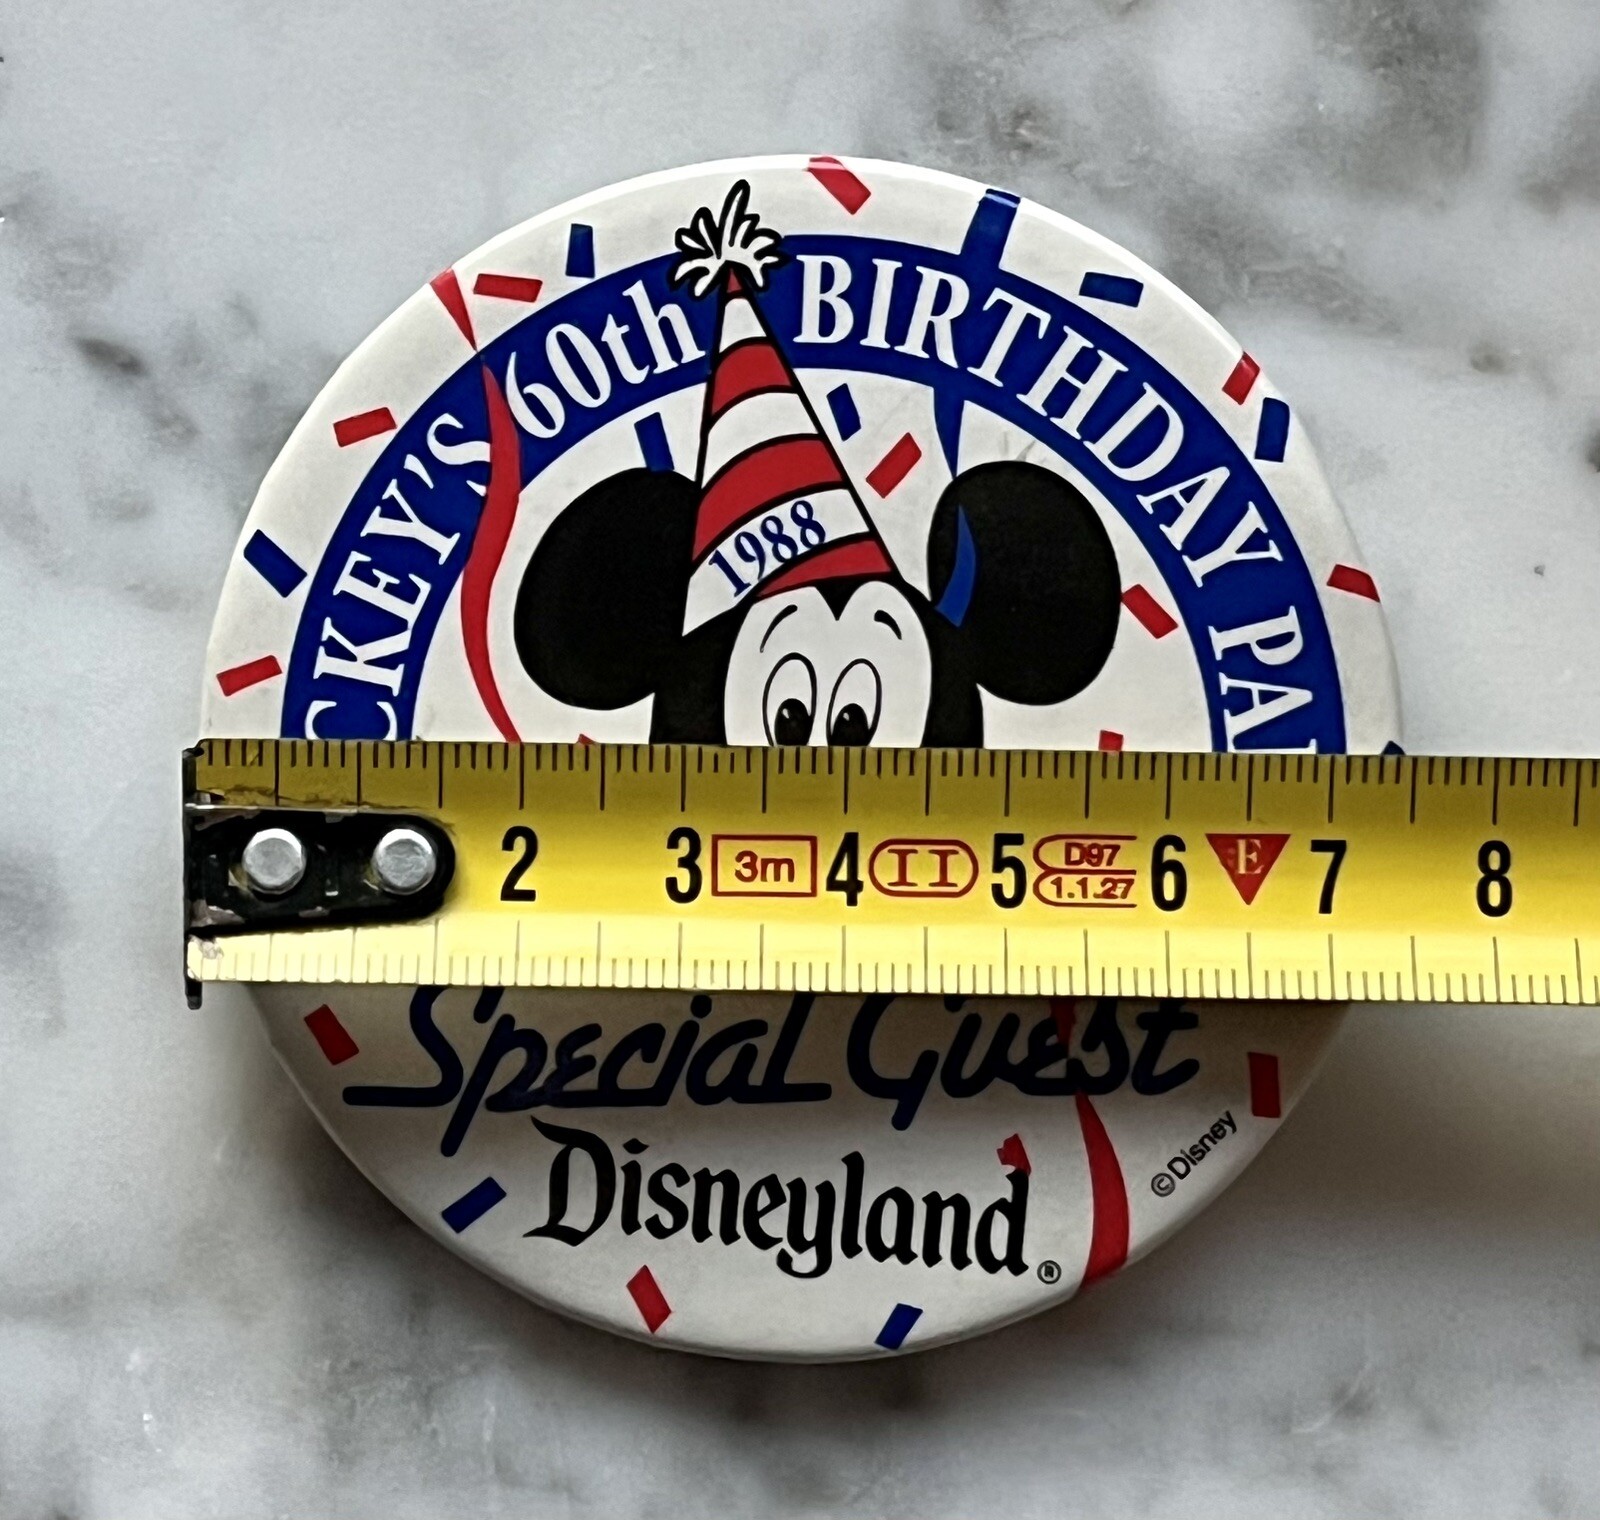 CKEY'S 60th BIRTHDAY PA
1988
2 3 3m 4 II 5 D97 1.1.27 6 E 7 8
Special Guest
Disneyland®
©Disney